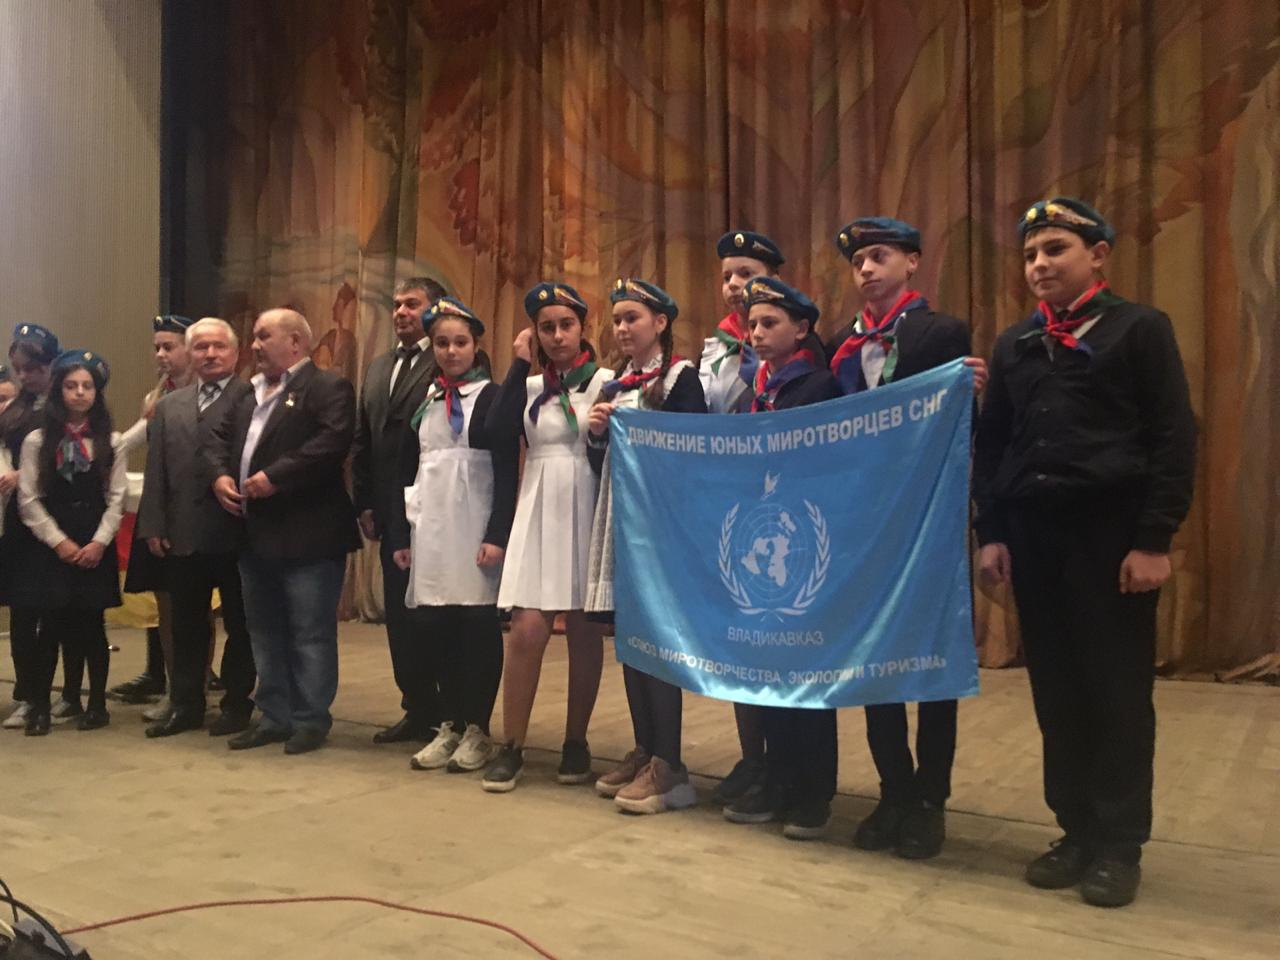 ДВИЖЕНИЕ ЮНЫХ МИРОТВОРЦЕВ СНГ
ВЛАДИКАВКАЗ
«СОЮЗ МИРОТВОРЧЕСТВА, ЭКОЛОГИИ И ТУРИЗМА»